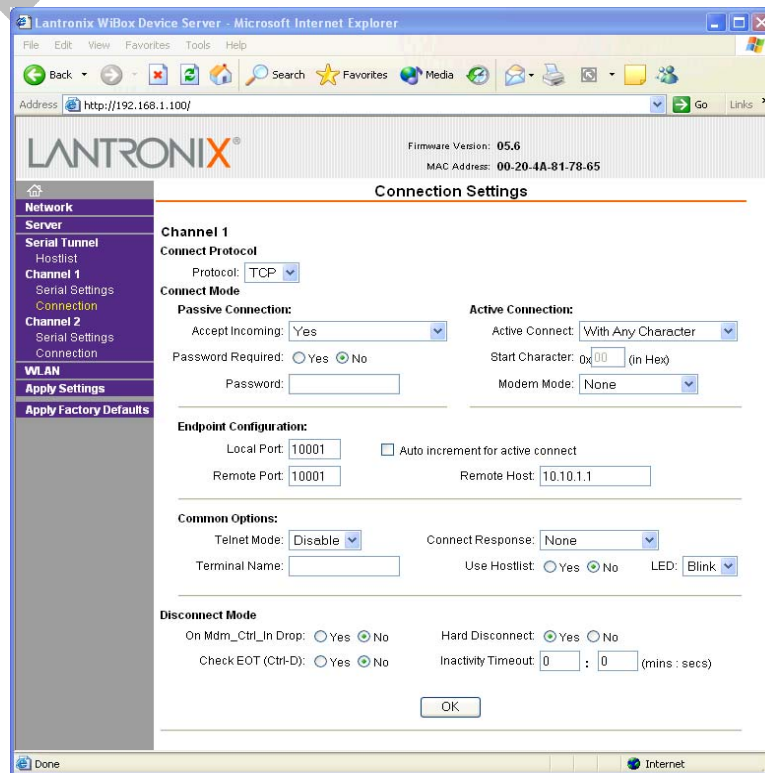 Lantronix WiBox Device Server - Microsoft Internet Explorer
File Edit View Favorites Tools Help
Back Search Favorites Media
Address http://192.168.1.100/ Go Links
LANTRONIX®
Firmware Version: 05.6
MAC Address: 00-20-4A-81-78-65
Network
Server
Serial Tunnel
Hostlist
Channel 1
Serial Settings
Connection
Channel 2
Serial Settings
Connection
WLAN
Apply Settings
Apply Factory Defaults
Connection Settings
Channel 1
Connect Protocol
Protocol: TCP
Connect Mode
Passive Connection: Active Connection:
Accept Incoming: Yes Active Connect: With Any Character
Password Required: Yes No Start Character: 0x 00 (in Hex)
Password: Modem Mode: None
Endpoint Configuration:
Local Port: 10001 Auto increment for active connect
Remote Port: 10001 Remote Host: 10.10.1.1
Common Options:
Telnet Mode: Disable Connect Response: None
Terminal Name: Use Hostlist: Yes No LED: Blink
Disconnect Mode
On Mdm_Ctrl_In Drop: Yes No Hard Disconnect: Yes No
Check EOT (Ctrl-D): Yes No Inactivity Timeout: 0 : 0 (mins : secs)
OK
Done Internet